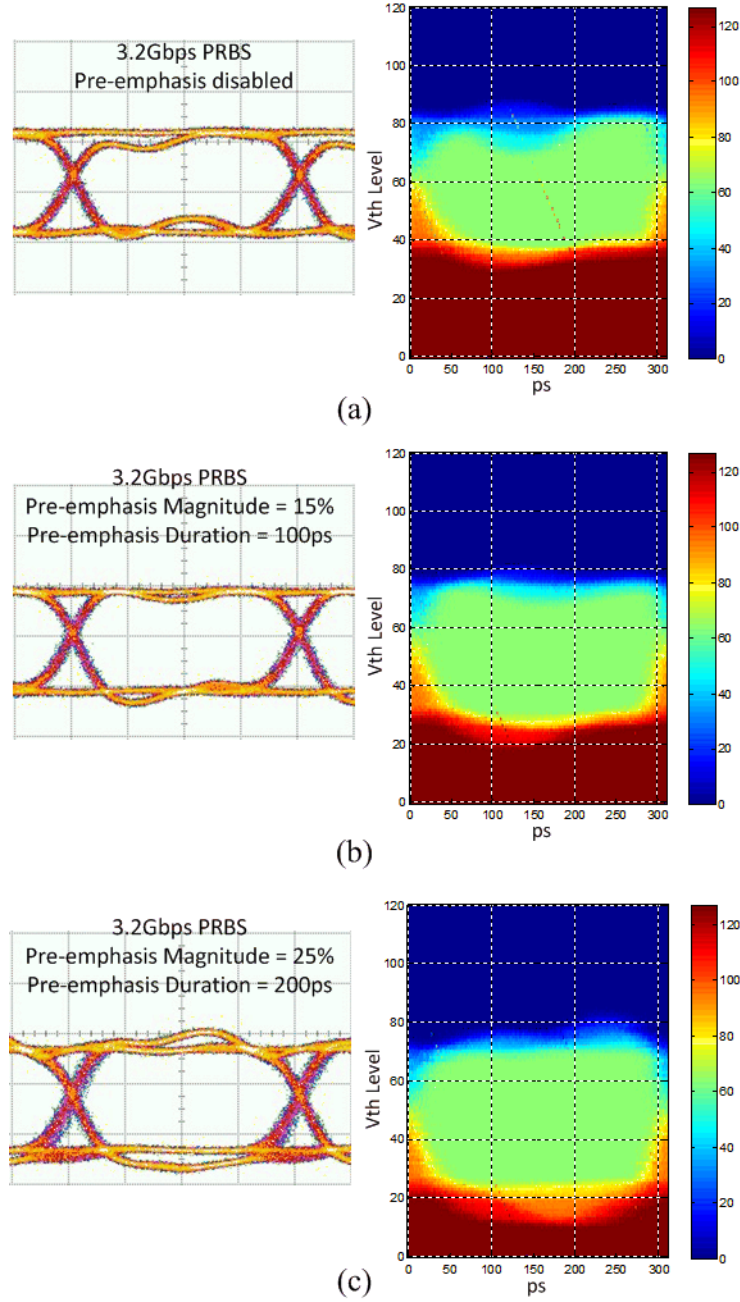 3.2Gbps PRBS
Pre-emphasis disabled
Vth Level
120
100
80
60
40
20
0
0 50 100 150 200 250 300
ps
120
100
80
60
40
20
0
(a)
3.2Gbps PRBS
Pre-emphasis Magnitude = 15%
Pre-emphasis Duration = 100ps
Vth Level
120
100
80
60
40
20
0
0 50 100 150 200 250 300
ps
120
100
80
60
40
20
0
(b)
3.2Gbps PRBS
Pre-emphasis Magnitude = 25%
Pre-emphasis Duration = 200ps
Vth Level
120
100
80
60
40
20
0
0 50 100 150 200 250 300
ps
120
100
80
60
40
20
0
(c)